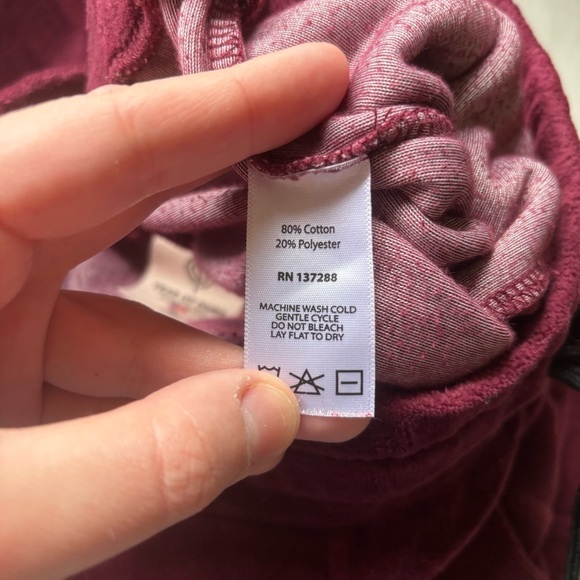 80% Cotton
20% Polyester
RN 137288
MACHINE WASH COLD
GENTLE CYCLE
DO NOT BLEACH
LAY FLAT TO DRY